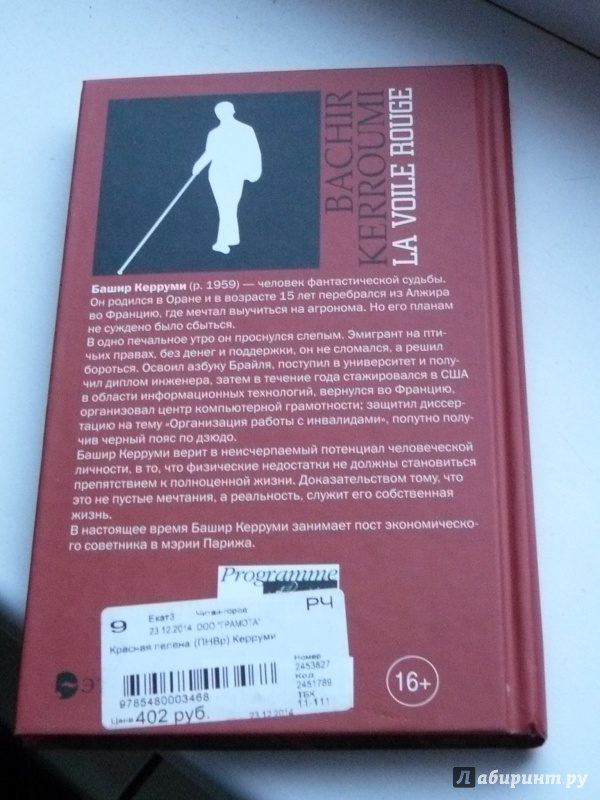 BACHIR
KERROUMI
LA VOILE ROUGE
Башир Керруми (р. 1959) — человек фантастической судьбы.
Он родился в Оране и в возрасте 15 лет перебрался из Алжира
во Францию, где мечтал выучиться на агронома. Но его планам
не суждено было сбыться.
В одно печальное утро он проснулся слепым. Эмигрант на пти-
чьих правах, без денег и поддержки, он не сломался, а решил
бороться. Освоил азбуку Брайля, поступил в университет и полу-
чил диплом инженера, затем в течение года стажировался в США
в области информационных технологий, вернулся во Францию,
организовал центр компьютерной грамотности; защитил диссер-
тацию на тему «Организация работы с инвалидами», попутно полу-
чив черный пояс по дзюдо.
Башир Керруми верит в неисчерпаемый потенциал человеческой
личности, в то, что физические недостатки не должны становиться
препятствием к полноценной жизни. Доказательством тому, что
это не пустые мечтания, а реальность, служит его собственная
жизнь.
В настоящее время Башир Керруми занимает пост экономическо-
го советника в мэрии Парижа.
Programme
9 Екат3 Читай-город РЧ
23.12.2014 ООО "ГРАМОТА"
Красная пелена (ПНВр) Керруми
Номер
2453827
Код
2451789
ТБХ
11-111
9785480003468
Цена 402 руб.
23.12.2014
16+
Лабиринт.ру